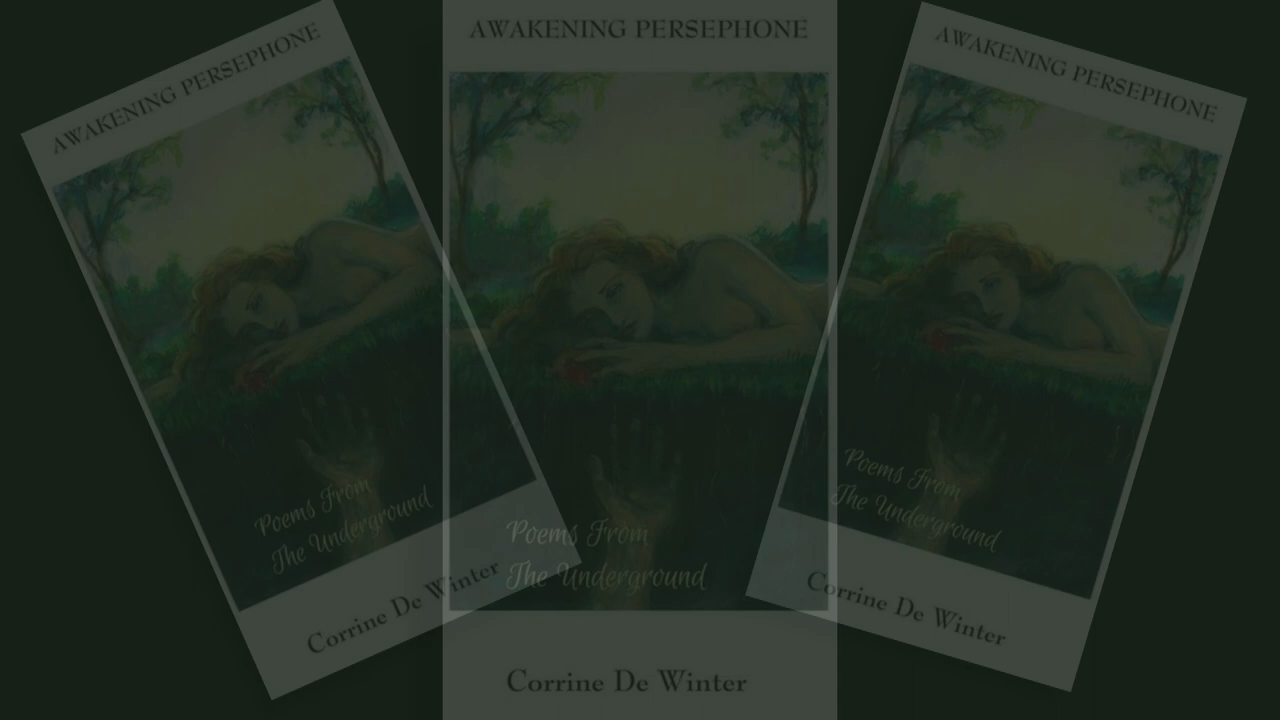 AWAKENING PERSEPHONE
Poems From
The Underground
Corrine De Winter
AWAKENING PERSEPHONE
Poems From
The Underground
Corrine De Winter
AWAKENING PERSEPHONE
Poems From
The Underground
Corrine De Winter